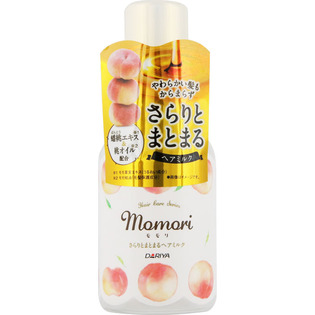 やわらかい髪も
からまらず
さらりと
まとまる
ヘアミルク
蟠桃エキス
&
桃オイル
配合
Hair Care Series
momori
ももり
さらりとまとまるヘアミルク
DARIYA